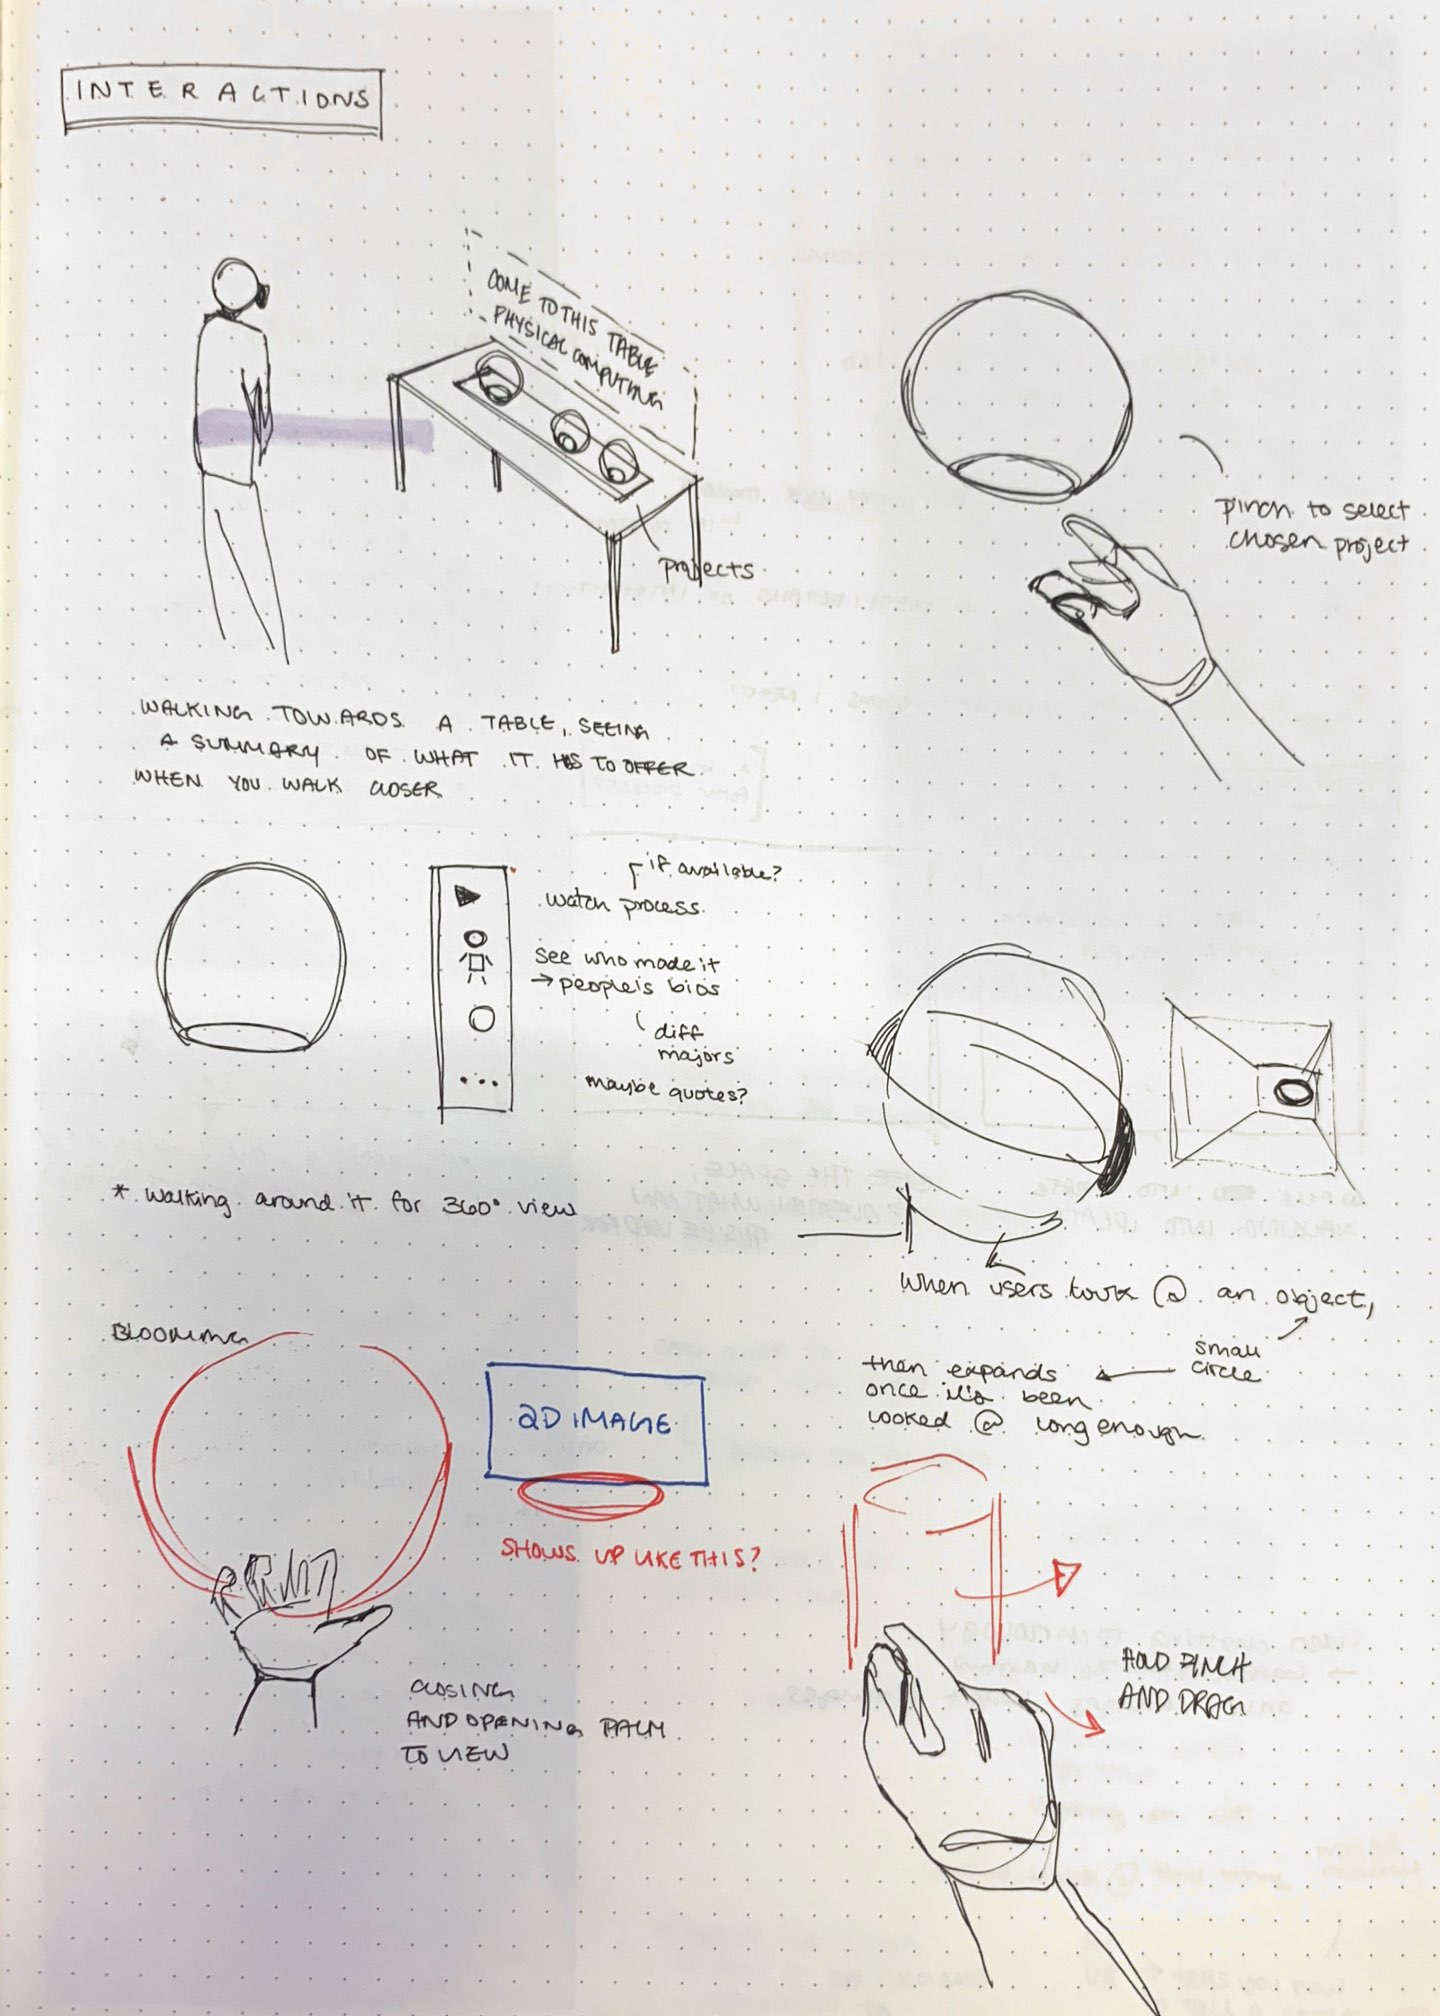 INTERACTIONS
COME TO THIS TABLE
PHYSICAL COMPUTING
projects
pinch to select
chosen project
WALKING TOWARDS A TABLE, SEEING
A SUMMARY OF WHAT IT HAS TO OFFER
WHEN YOU WALK CLOSER
if available?
watch process
see who made it
→ people's bios
diff
majors
maybe quotes?
* walking around it for 360° view
when users look @ an object,
small
circle
then expands
once it's been
looked @ long enough
BLOOMING
2D IMAGE
SHOWS UP LIKE THIS?
CLOSING
AND OPENING PALM
TO VIEW
HOLD PINCH
AND DRAG